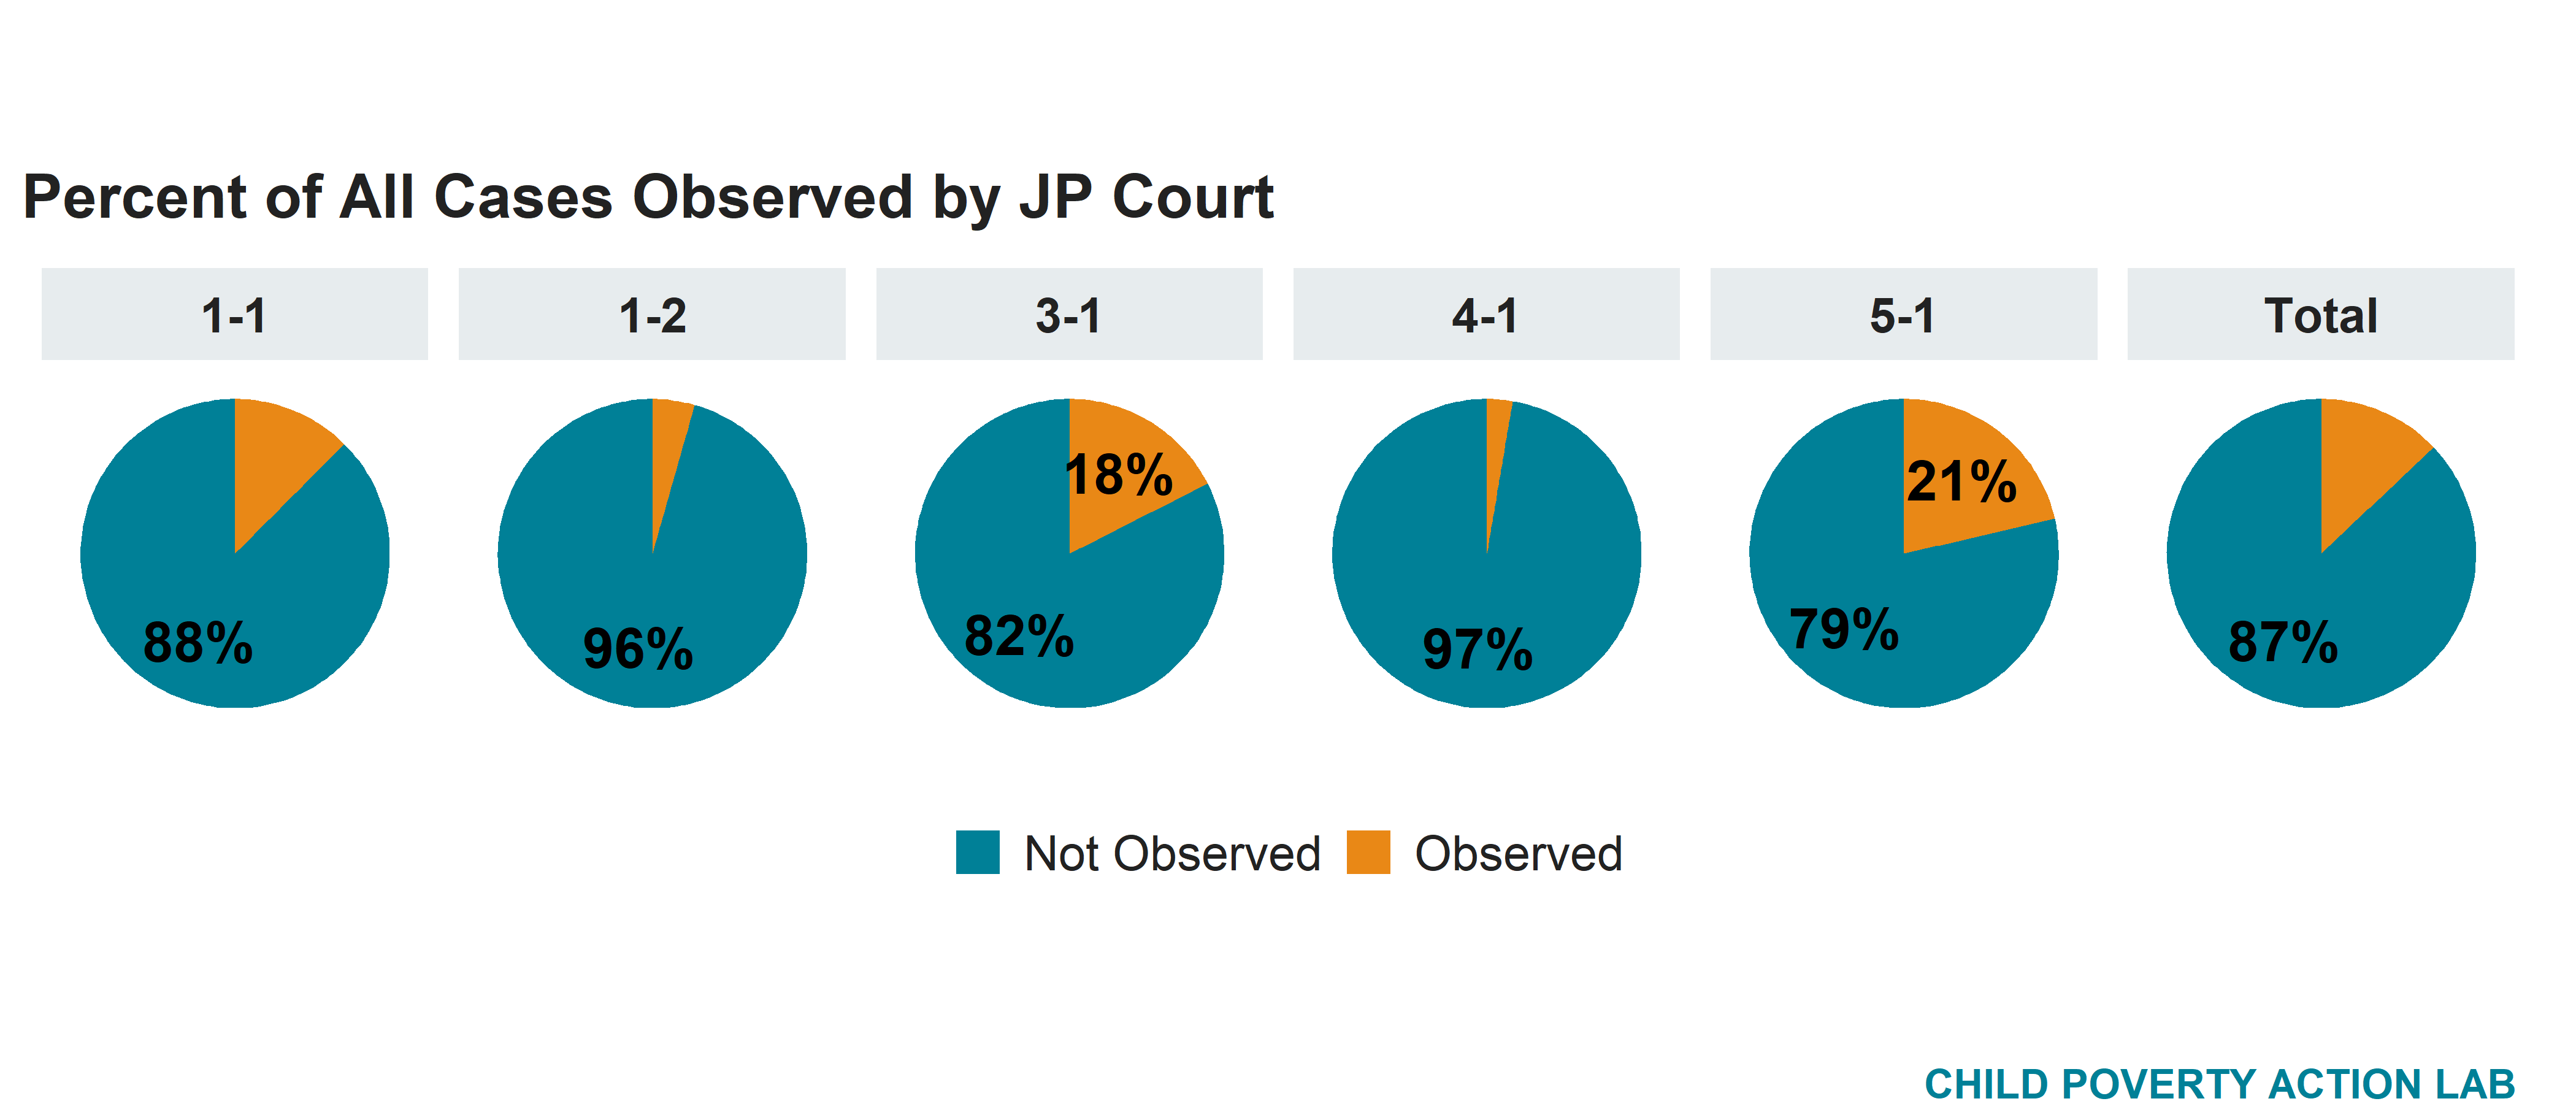 Percent of All Cases Observed by JP Court
1-1
1-2
3-1
4-1
5-1
Total
88%
96%
18%
82%
97%
21%
79%
87%
Not Observed
Observed
CHILD POVERTY ACTION LAB